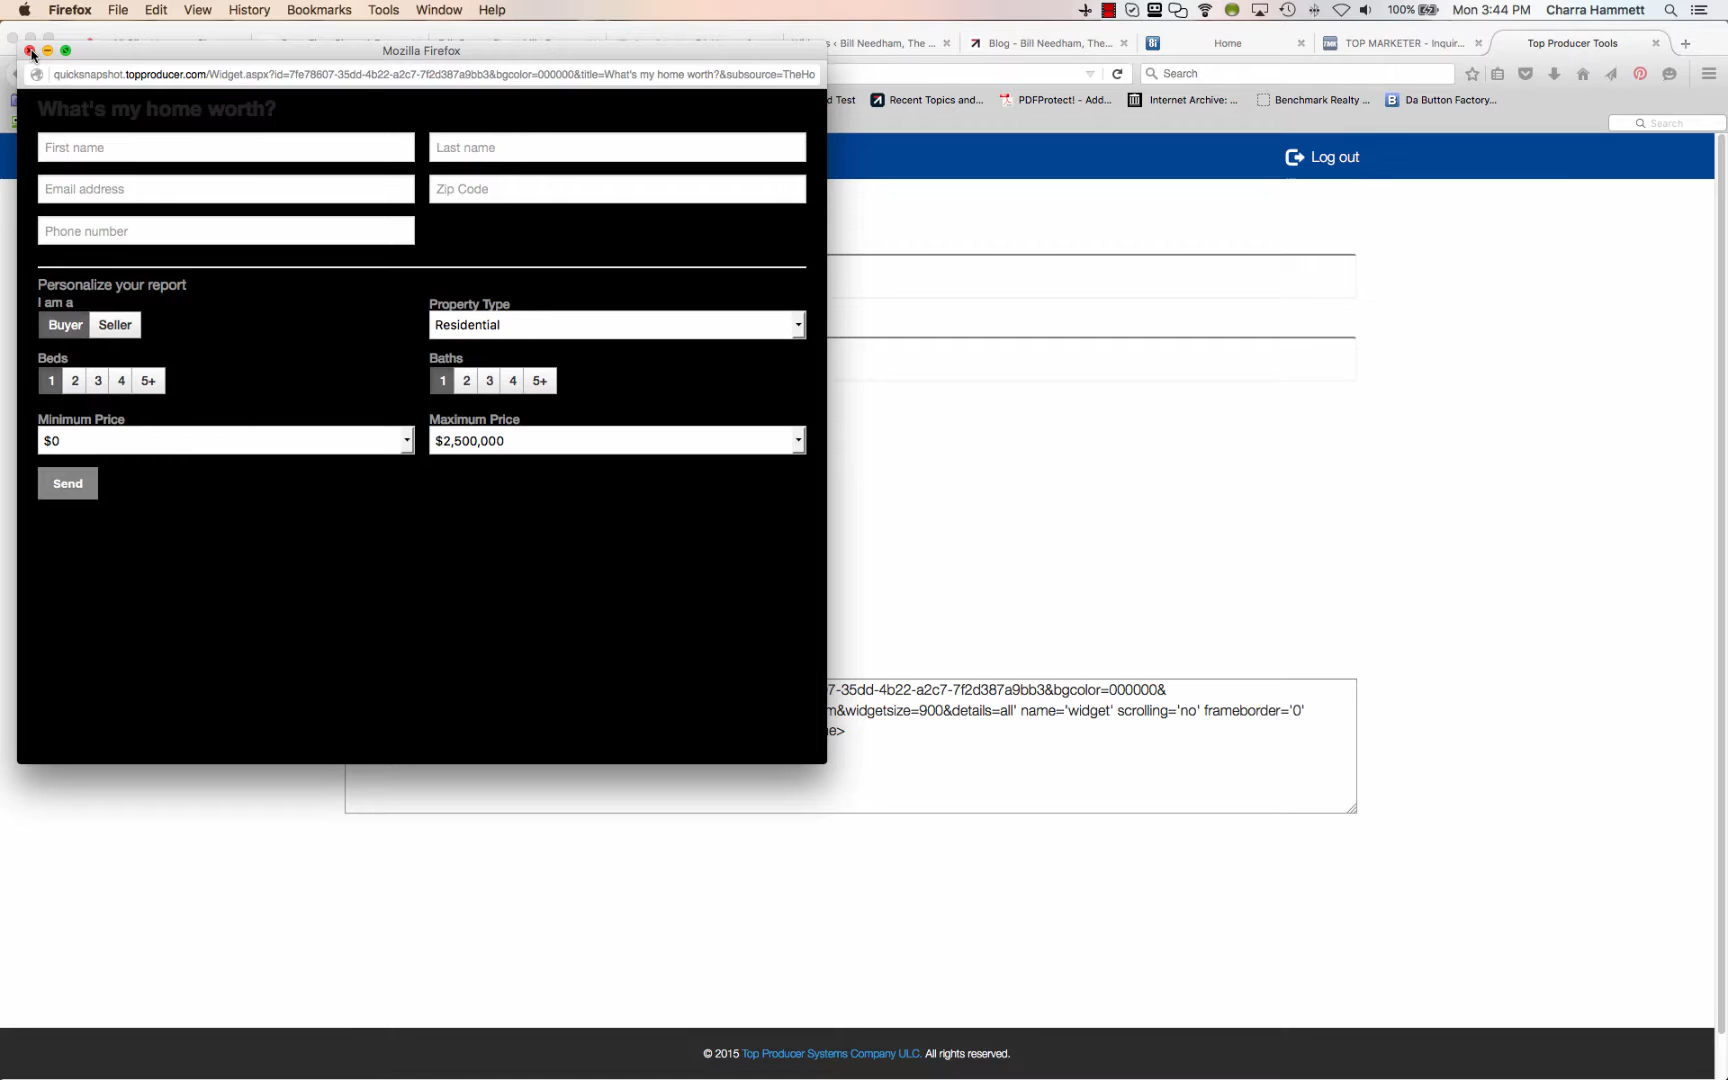 Firefox File Edit View History Bookmarks Tools Window Help 100% Mon 3:44 PM Charra Hammett
Mozilla Firefox
s ‹ Bill Needham, The ... Blog - Bill Needham, The... 8i Home TMK TOP MARKETER - Inquir... Top Producer Tools
quicksnapshot.topproducer.com/Widget.aspx?id=7fe78607-35dd-4b22-a2c7-7f2d387a9bb3&bgcolor=000000&title=What's my home worth?&subsource=TheHo
Search
d Test Recent Topics and... PDFProtect! - Add... Internet Archive: ... Benchmark Realty ... B Da Button Factory...
Search
What's my home worth?
First name Last name
Email address Zip Code
Phone number
Log out
Personalize your report
I am a Property Type
Buyer Seller Residential
Beds Baths
1 2 3 4 5+ 1 2 3 4 5+
Minimum Price Maximum Price
$0 $2,500,000
Send
7-35dd-4b22-a2c7-7f2d387a9bb3&bgcolor=000000&
m&widgetsize=900&details=all' name='widget' scrolling='no' frameborder='0'
ue>
© 2015 Top Producer Systems Company ULC. All rights reserved.